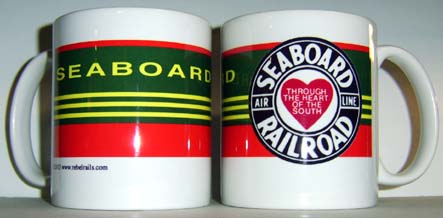 SEABOARD
www.rebelrails.com
D
SEABOARD
AIR LINE
THROUGH
THE HEART
OF THE
SOUTH
RAILROAD